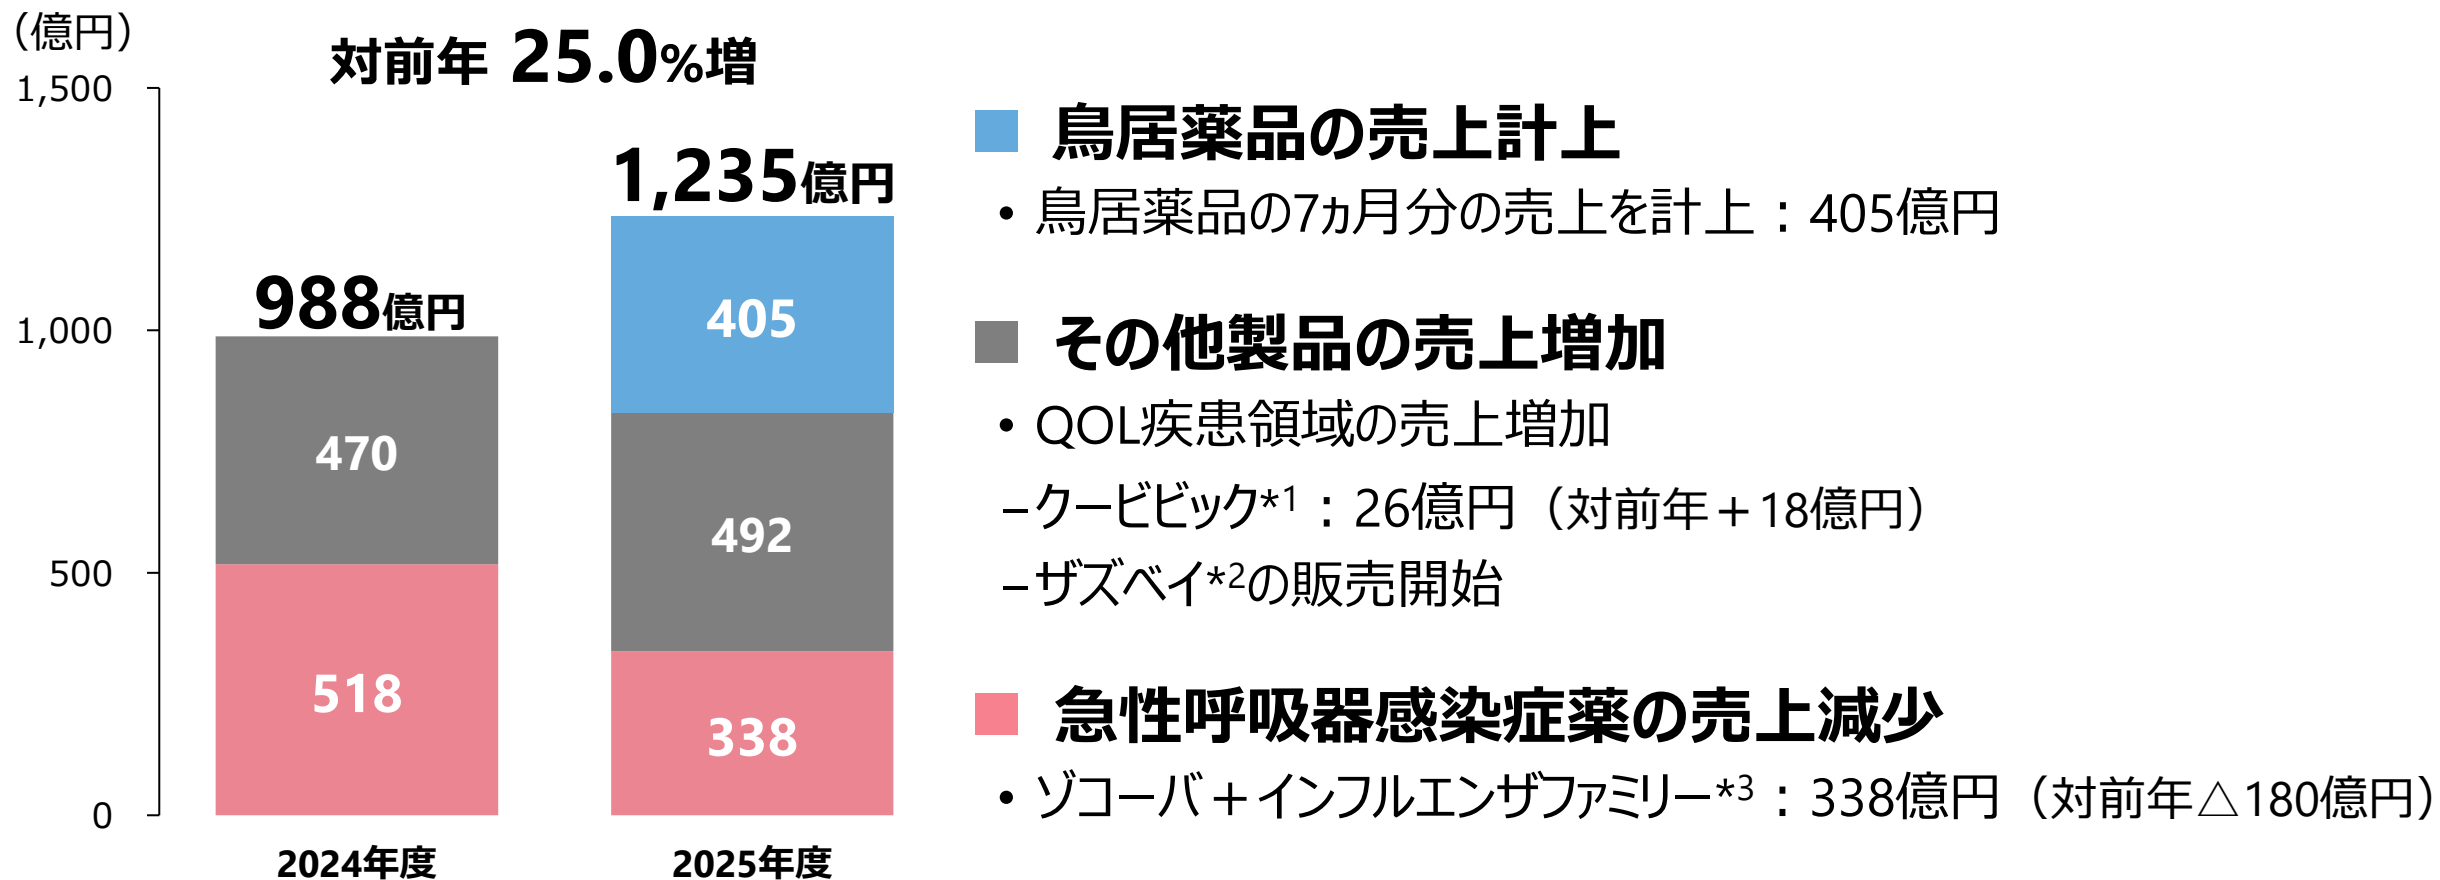 （億円）
対前年 25.0%増
1,500
1,000
500
0
988億円
470
518
2024年度
1,235億円
405
492
338
2025年度
鳥居薬品の売上計上
• 鳥居薬品の7ヵ月分の売上を計上：405億円
その他製品の売上増加
• QOL疾患領域の売上増加
–クービビック*1：26億円（対前年＋18億円）
–ザズベイ*2の販売開始
急性呼吸器感染症薬の売上減少
• ゾコーバ＋インフルエンザファミリー*3：338億円（対前年△180億円）